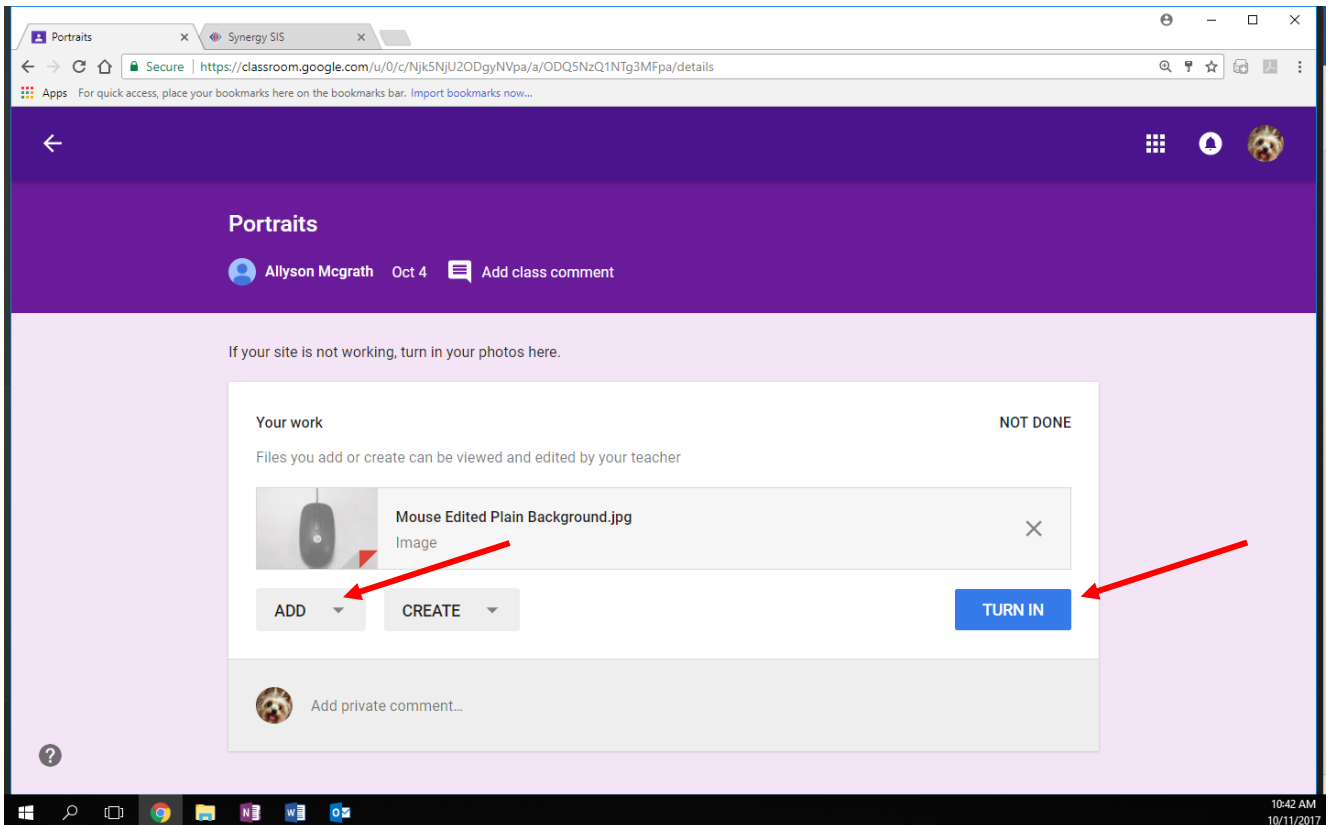 Portraits
Synergy SIS
Secure | https://classroom.google.com/u/0/c/Njk5NjU2ODgyNVpa/a/ODQ5NzQ1NTg3MFpa/details
Apps For quick access, place your bookmarks here on the bookmarks bar. Import bookmarks now...
Portraits
Allyson Mcgrath Oct 4 Add class comment
If your site is not working, turn in your photos here.
Your work NOT DONE
Files you add or create can be viewed and edited by your teacher
Mouse Edited Plain Background.jpg
Image
ADD CREATE TURN IN
Add private comment...
10:42 AM
10/11/2017